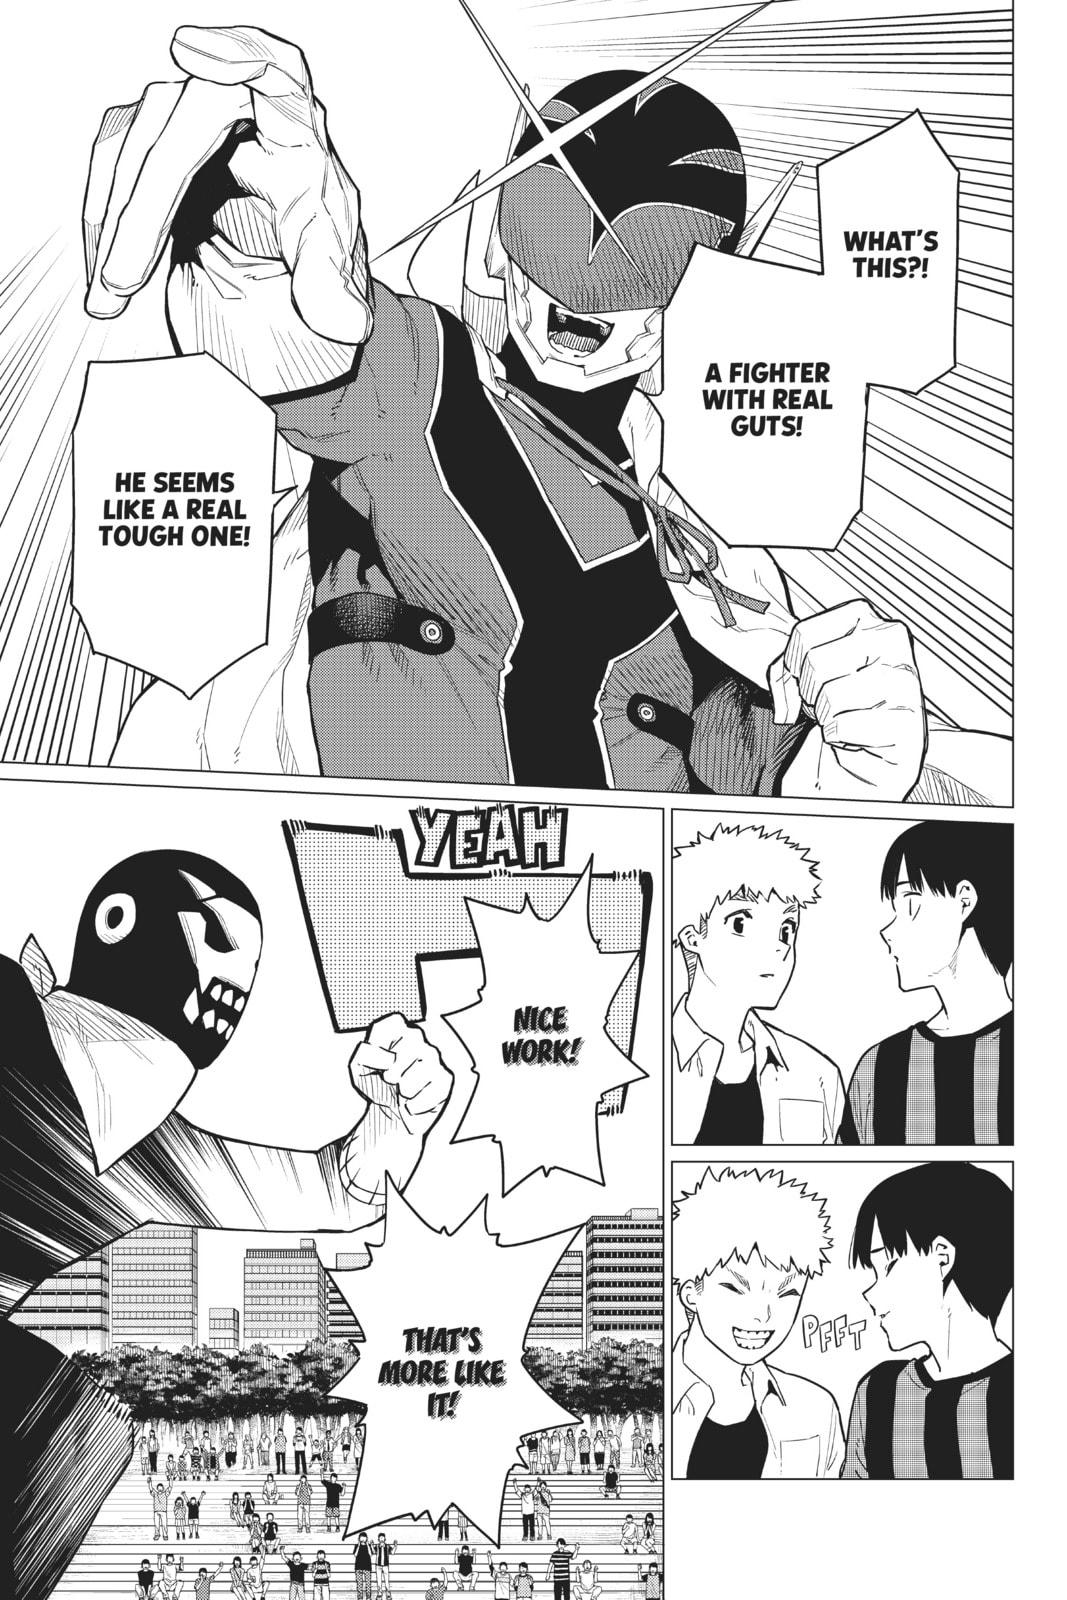 WHAT'S
THIS?!
A FIGHTER
WITH REAL
GUTS!
HE SEEMS
LIKE A REAL
TOUGH ONE!
YEAH
NICE
WORK!
THAT'S
MORE LIKE
IT!
PFFT